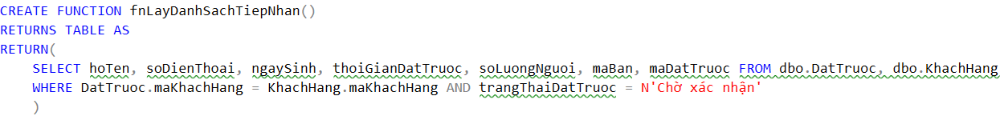 CREATE FUNCTION fnLayDanhSachTiepNhan()
RETURNS TABLE AS
RETURN(
SELECT hoTen, soDienThoai, ngaySinh, thoiGianDatTruoc, soLuongNguoi, maBan, maDatTruoc FROM dbo.DatTruoc, dbo.KhachHang
WHERE DatTruoc.maKhachHang = KhachHang.maKhachHang AND trangThaiDatTruoc = N'Chờ xác nhận'
)